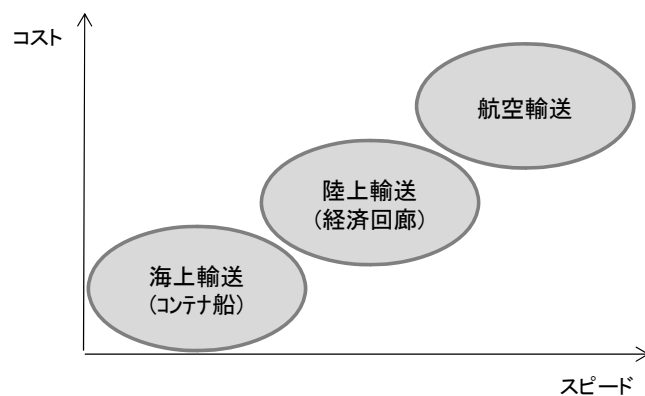 コスト
航空輸送
陸上輸送
(経済回廊)
海上輸送
(コンテナ船)
スピード